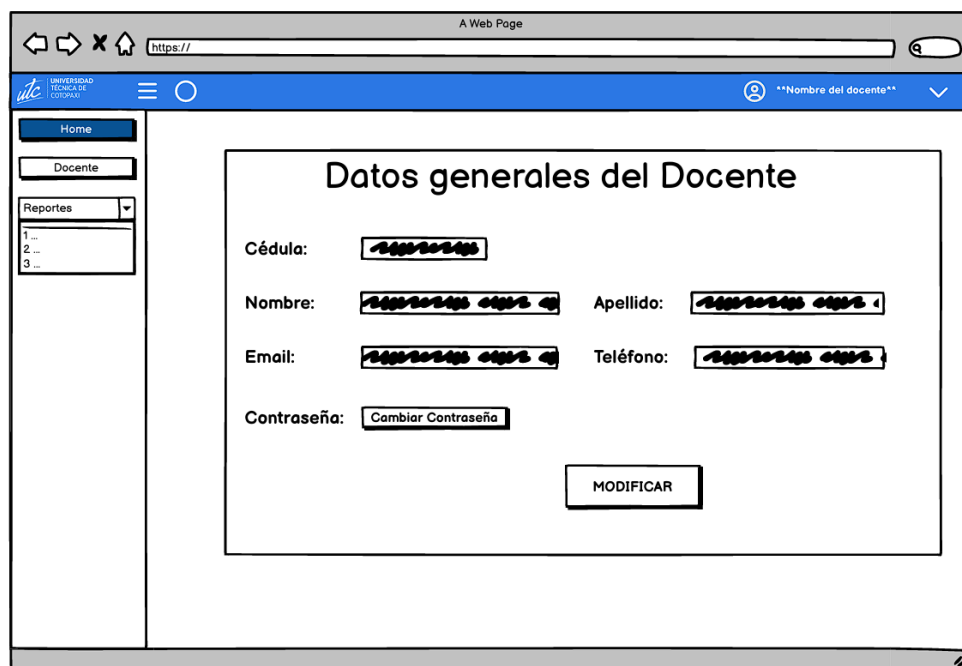 A Web Page
https://
utc UNIVERSIDAD
TÉCNICA DE
COTOPAXI
**Nombre del docente**
Home
Docente
Reportes
1 ...
2 ...
3 ...
Datos generales del Docente
Cédula:
Nombre:
Apellido:
Email:
Teléfono:
Contraseña:
Cambiar Contraseña
MODIFICAR